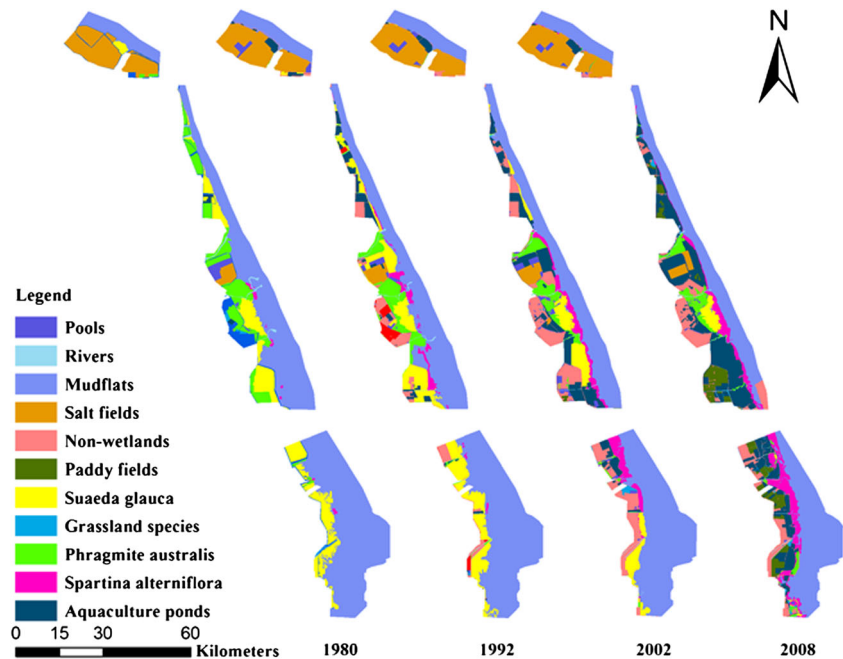 N
Legend
Pools
Rivers
Mudflats
Salt fields
Non-wetlands
Paddy fields
Suaeda glauca
Grassland species
Phragmite australis
Spartina alterniflora
Aquaculture ponds
0 15 30 60
Kilometers 1980 1992 2002 2008